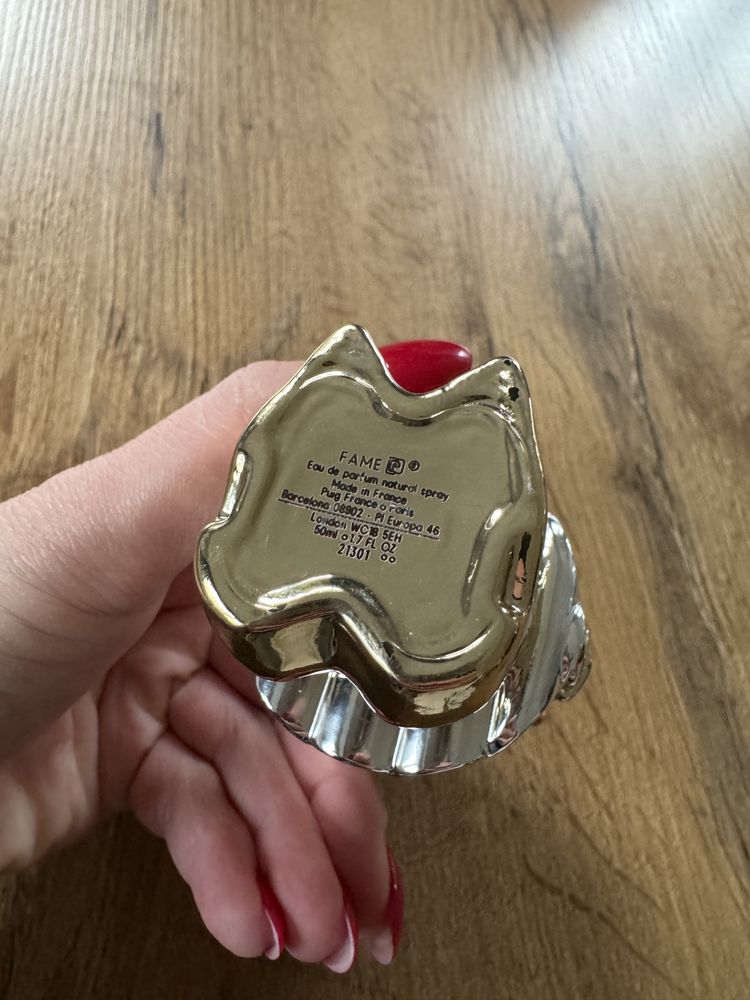 FAME
Eau de parfum natural spray
Made in France
Puig France o Paris
Barcelona 08902 - Pl Europa 46
London WC1B 5EH
50ml o 1.7 FL OZ
21301